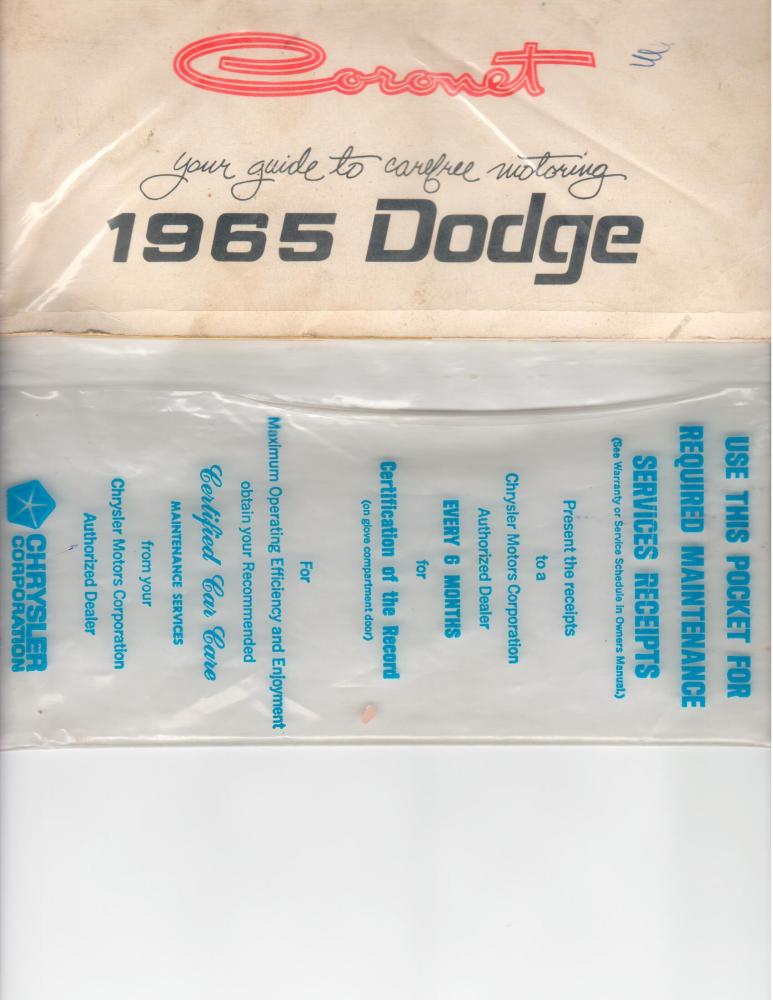 Coronet
your guide to carefree motoring
1965 Dodge
USE THIS POCKET FOR
REQUIRED MAINTENANCE
SERVICES RECEIPTS
(See Warranty or Service Schedule in Owners Manual.)
Present the receipts
to a
Chrysler Motors Corporation
Authorized Dealer
EVERY 6 MONTHS
for
Certification of the Record
(on glove compartment door)
For
Maximum Operating Efficiency and Enjoyment
obtain your Recommended
Certified Car Care
MAINTENANCE SERVICES
from your
Chrysler Motors Corporation
Authorized Dealer
CHRYSLER
CORPORATION